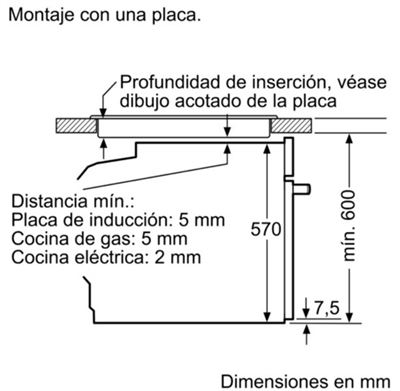 Montaje con una placa.
Profundidad de inserción, véase
dibujo acotado de la placa
Distancia mín.:
Placa de inducción: 5 mm
Cocina de gas: 5 mm
Cocina eléctrica: 2 mm
570
mín. 600
7,5
Dimensiones en mm